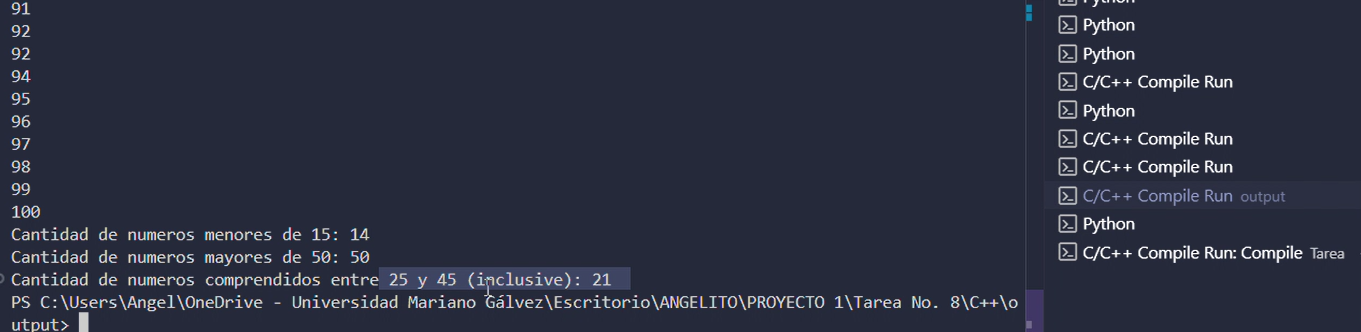 91
92
92
94
95
96
97
98
99
100
Cantidad de numeros menores de 15: 14
Cantidad de numeros mayores de 50: 50
Cantidad de numeros comprendidos entre 25 y 45 (inclusive): 21
PS C:\Users\Angel\OneDrive - Universidad Mariano Gálvez\Escritorio\ANGELITO\PROYECTO 1\Tarea No. 8\C++\o
utput>
Python
Python
Python
C/C++ Compile Run
Python
C/C++ Compile Run
C/C++ Compile Run
C/C++ Compile Run output
Python
C/C++ Compile Run: Compile Tarea